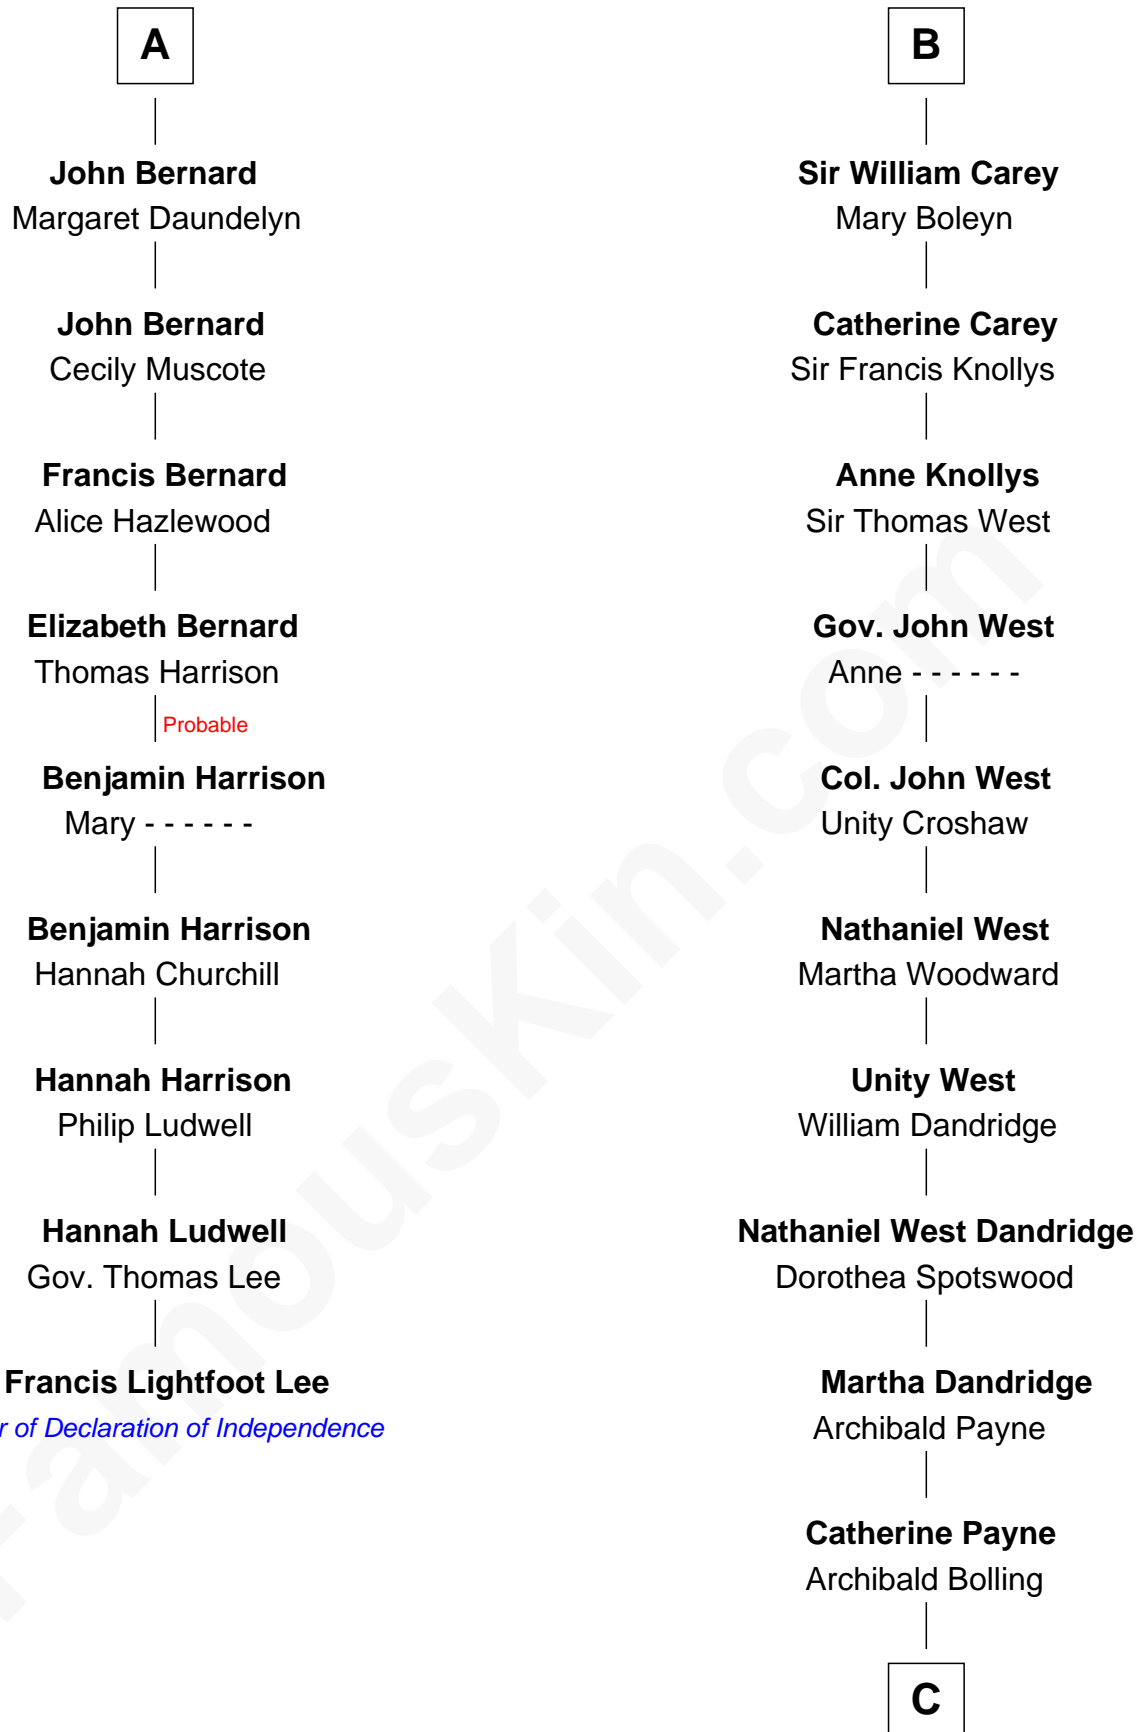 A
John Bernard
Margaret Daundelyn
John Bernard
Cecily Muscote
Francis Bernard
Alice Hazlewood
Elizabeth Bernard
Thomas Harrison
Probable
Benjamin Harrison
Mary - - - - - -
Benjamin Harrison
Hannah Churchill
Hannah Harrison
Philip Ludwell
Hannah Ludwell
Gov. Thomas Lee
Francis Lightfoot Lee
r of Declaration of Independence
B
Sir William Carey
Mary Boleyn
Catherine Carey
Sir Francis Knollys
Anne Knollys
Sir Thomas West
Gov. John West
Anne - - - - - -
Col. John West
Unity Croshaw
Nathaniel West
Martha Woodward
Unity West
William Dandridge
Nathaniel West Dandridge
Dorothea Spotswood
Martha Dandridge
Archibald Payne
Catherine Payne
Archibald Bolling
C
FamousKin.com